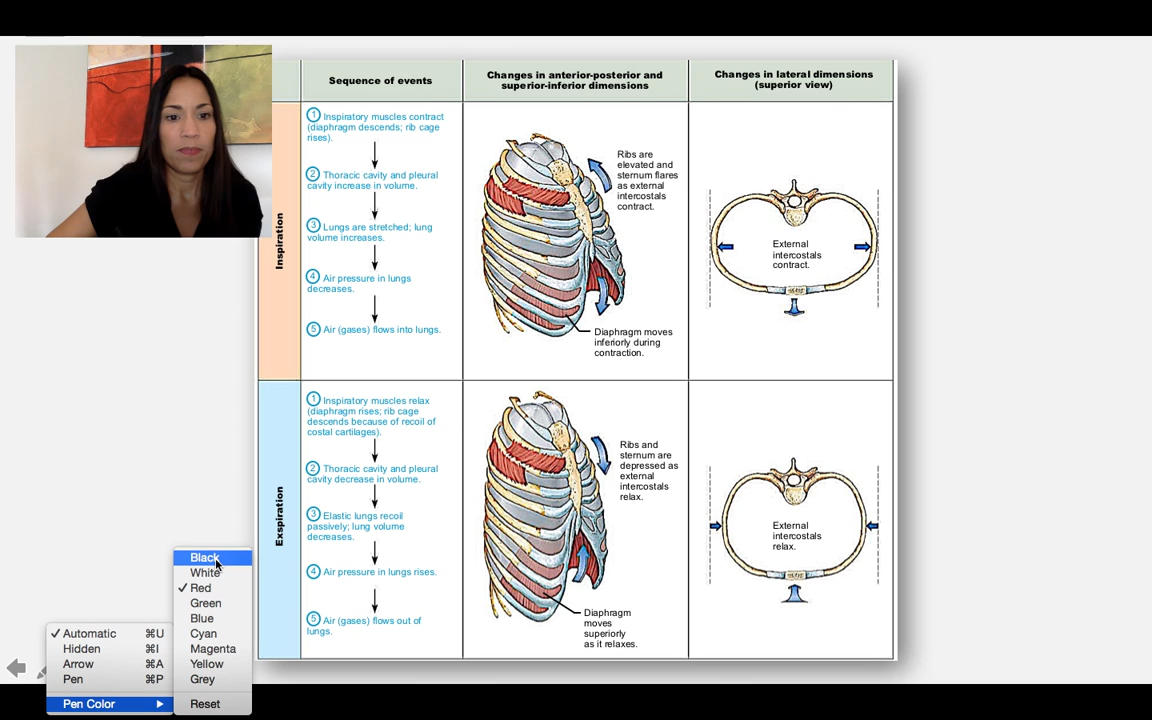 Sequence of events
Changes in anterior-posterior and
superior-inferior dimensions
Changes in lateral dimensions
(superior view)
Inspiration
1 Inspiratory muscles contract
(diaphragm descends; rib cage
rises).
2 Thoracic cavity and pleural
cavity increase in volume.
3 Lungs are stretched; lung
volume increases.
4 Air pressure in lungs
decreases.
5 Air (gases) flows into lungs.
Ribs are
elevated and
sternum flares
as external
intercostals
contract.
Diaphragm moves
inferiorly during
contraction.
External
intercostals
contract.
Exspiration
1 Inspiratory muscles relax
(diaphragm rises; rib cage
descends because of recoil of
costal cartilages).
2 Thoracic cavity and pleural
cavity decrease in volume.
3 Elastic lungs recoil
passively; lung volume
decreases.
4 Air pressure in lungs rises.
5 Air (gases) flows out of
lungs.
Ribs and
sternum are
depressed as
external
intercostals
relax.
Diaphragm
moves
superiorly
as it relaxes.
External
intercostals
relax.
✓ Automatic ⌘U
Hidden ⌘I
Arrow ⌘A
Pen ⌘P
Pen Color ▶
Black
White
✓ Red
Green
Blue
Cyan
Magenta
Yellow
Grey
Reset